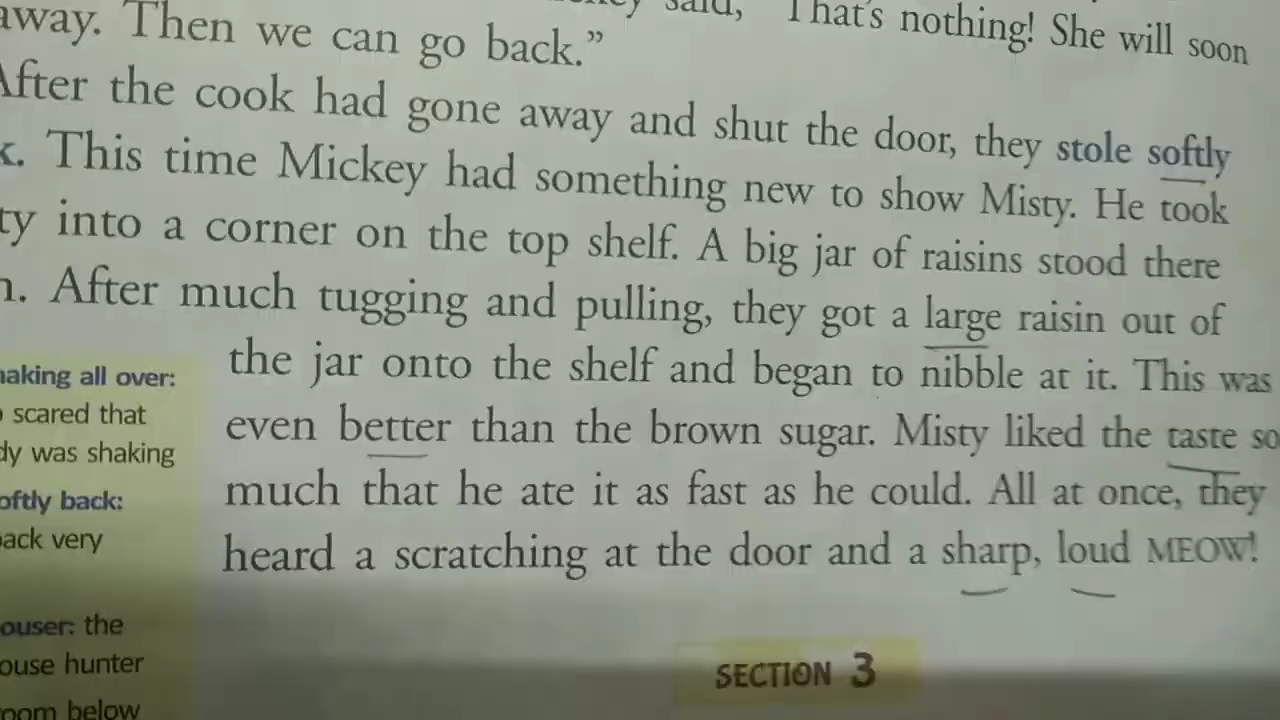 said, That's nothing! She will soon
away. Then we can go back.”
After the cook had gone away and shut the door, they stole softly
k. This time Mickey had something new to show Misty. He took
ty into a corner on the top shelf. A big jar of raisins stood there
n. After much tugging and pulling, they got a large raisin out of
the jar onto the shelf and began to nibble at it. This was
even better than the brown sugar. Misty liked the taste so
much that he ate it as fast as he could. All at once, they
heard a scratching at the door and a sharp, loud MEOW!
haking all over:
scared that
dy was shaking
oftly back:
back very
ouser: the
ouse hunter
oom below
SECTION 3